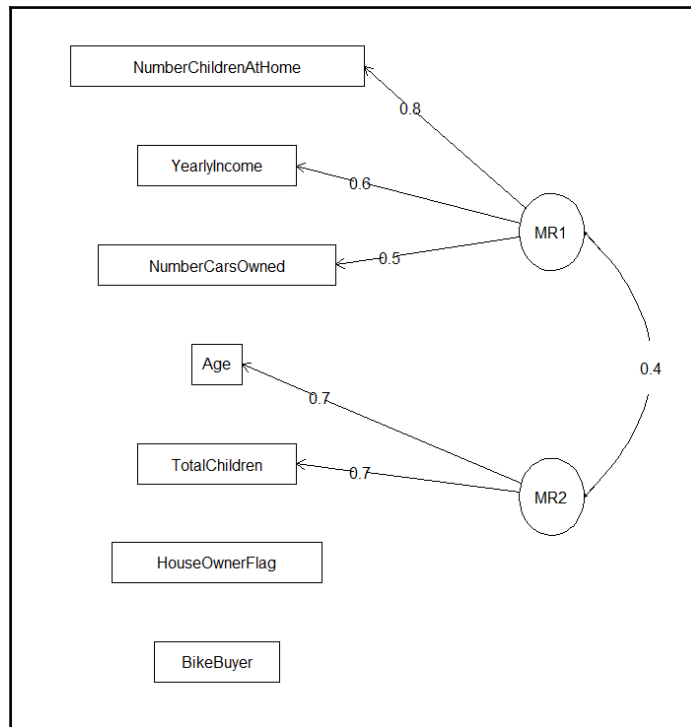 NumberChildrenAtHome
0.8
YearlyIncome
0.6
MR1
NumberCarsOwned
0.5
Age
0.7
0.4
TotalChildren
0.7
MR2
HouseOwnerFlag
BikeBuyer